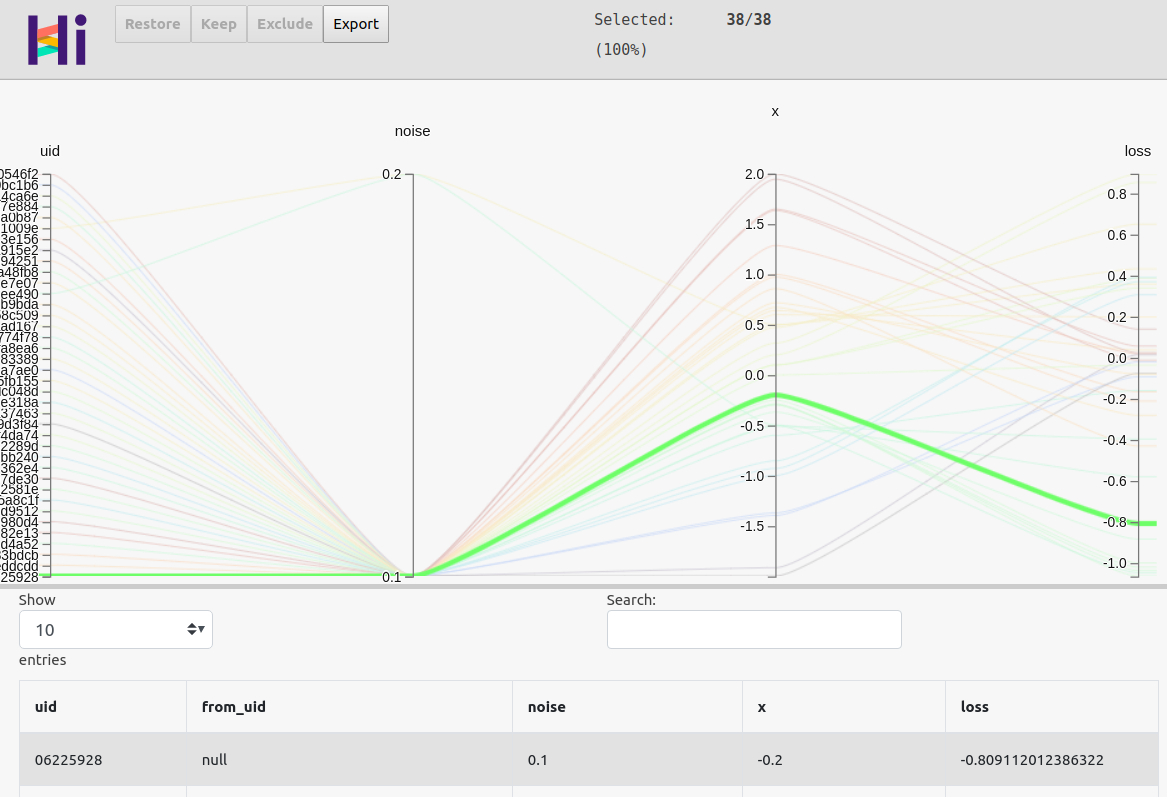 Hi
Restore Keep Exclude Export
Selected: 38/38
(100%)
x
noise
uid
loss
0546f2
bc1b6
4ca6e
7e884
a0b87
1009e
3e156
915e2
94251
a48fb8
e7e07
ee490
b9bda
8c509
ad167
774f78
a8ea6
83389
a7ae0
fb155
c048d
e318a
37463
9d3f84
4da74
2289d
bb240
362e4
7de30
2581e
5a8c1f
d9512
980d4
82e13
d4a52
3bdcb
edcdd
25928
0.2
0.1
2.0
1.5
1.0
0.5
0.0
-0.5
-1.0
-1.5
0.8
0.6
0.4
0.2
0.0
-0.2
-0.4
-0.6
-0.8
-1.0
Show
10
entries
Search:
uid from_uid noise x loss
06225928 null 0.1 -0.2 -0.809112012386322